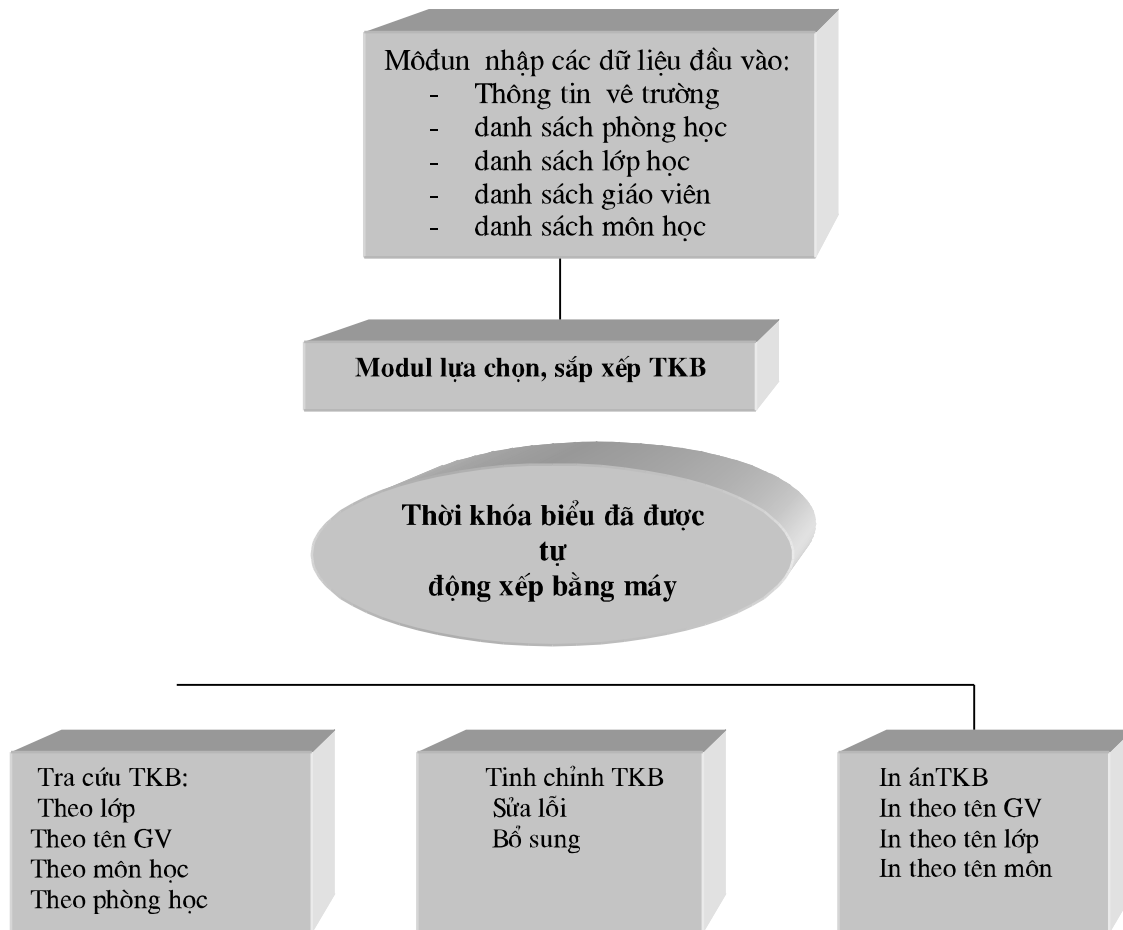 Môđun nhập các dữ liệu đầu vào:
- Thông tin vê trường
- danh sách phòng học
- danh sách lớp học
- danh sách giáo viên
- danh sách môn học
Modul lựa chọn, sắp xếp TKB
Thời khóa biểu đã được
tự
động xếp bằng máy
Tra cứu TKB:
Theo lớp
Theo tên GV
Theo môn học
Theo phòng học
Tinh chỉnh TKB
Sửa lỗi
Bổ sung
In ánTKB
In theo tên GV
In theo tên lớp
In theo tên môn